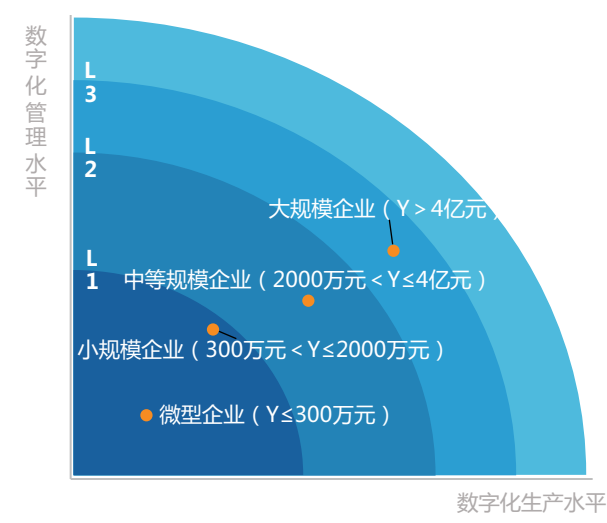 数字化管理水平
L3
L2
大规模企业（Y＞4亿元）
L1
中等规模企业（2000万元＜Y≤4亿元）
小规模企业（300万元＜Y≤2000万元）
微型企业（Y≤300万元）
数字化生产水平